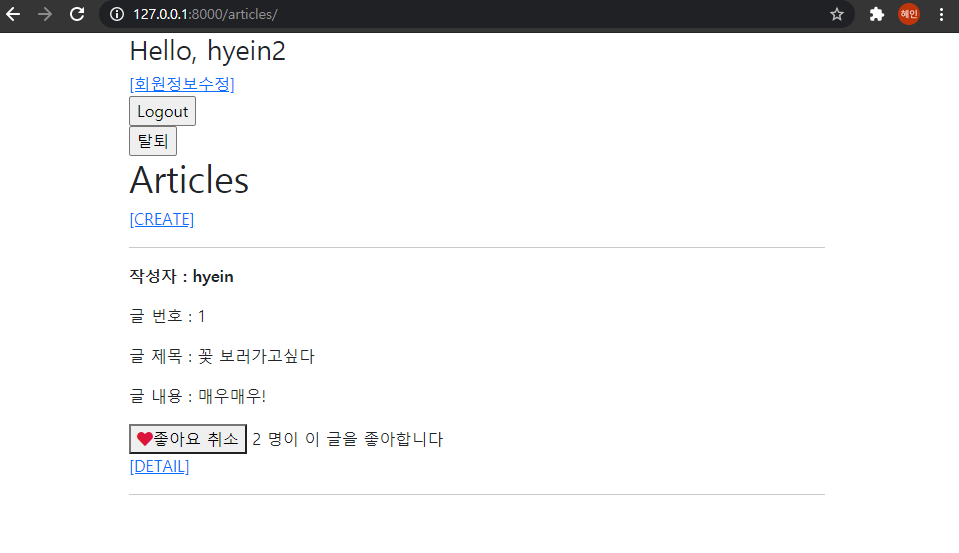 127.0.0.1:8000/articles/
혜인
Hello, hyein2
[회원정보수정]
Logout
탈퇴
Articles
[CREATE]
작성자 : hyein
글 번호 : 1
글 제목 : 꽃 보러가고싶다
글 내용 : 매우매우!
좋아요 취소 2 명이 이 글을 좋아합니다
[DETAIL]